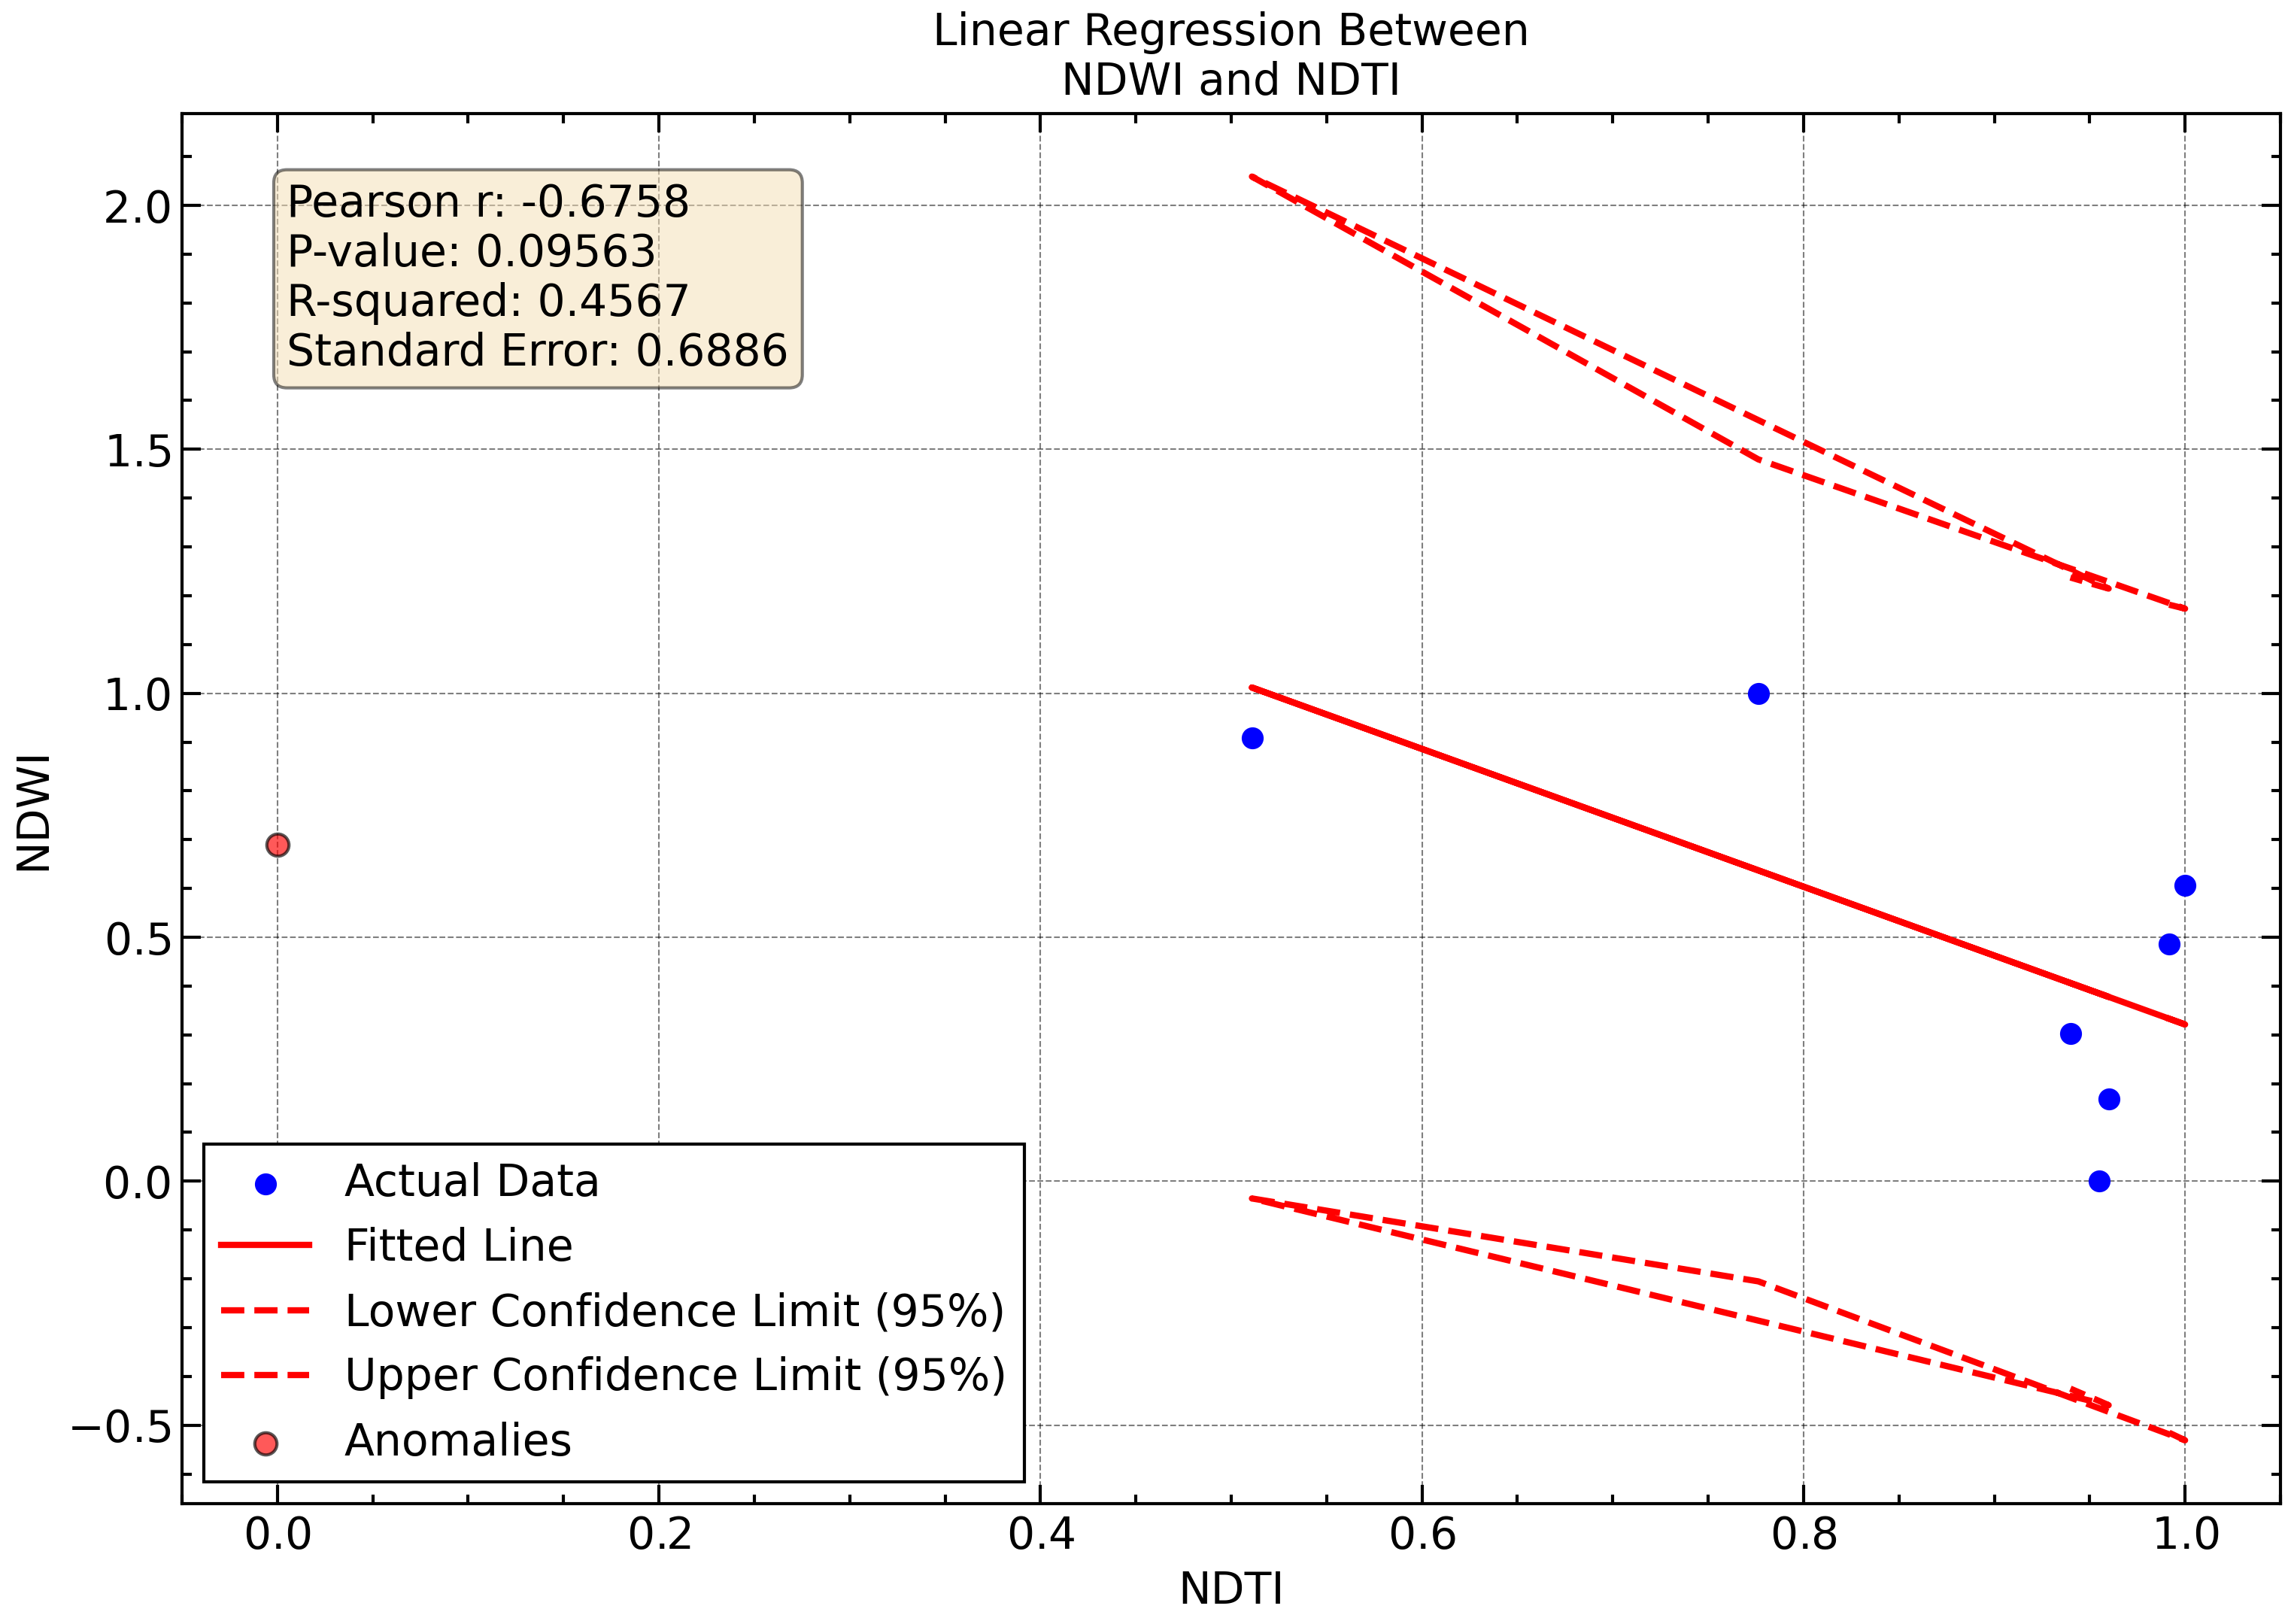 Linear Regression Between
NDWI and NDTI
Pearson r: -0.6758
P-value: 0.09563
R-squared: 0.4567
Standard Error: 0.6886
2.0
1.5
1.0
0.5
0.0
−0.5
NDWI
Actual Data
Fitted Line
Lower Confidence Limit (95%)
Upper Confidence Limit (95%)
Anomalies
0.0 0.2 0.4 0.6 0.8 1.0
NDTI